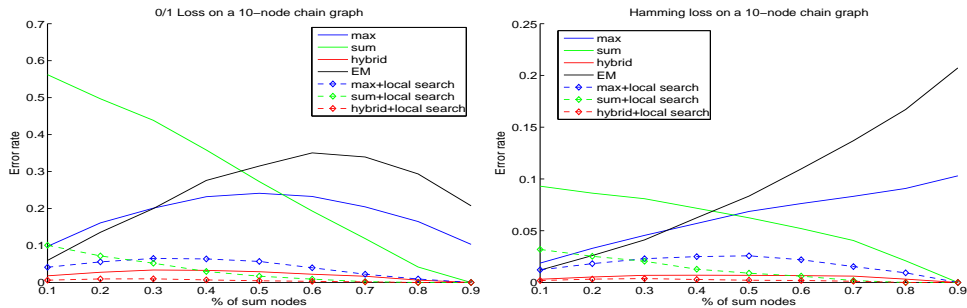 0/1 Loss on a 10-node chain graph
0.7
0.6
0.5
0.4
0.3
0.2
0.1
0
Error rate
max
sum
hybrid
EM
max+local search
sum+local search
hybrid+local search
0.1 0.2 0.3 0.4 0.5 0.6 0.7 0.8 0.9
% of sum nodes
Hamming loss on a 10-node chain graph
0.25
0.2
0.15
0.1
0.05
0
Error rate
max
sum
hybrid
EM
max+local search
sum+local search
hybrid+local search
0.1 0.2 0.3 0.4 0.5 0.6 0.7 0.8 0.9
% of sum nodes